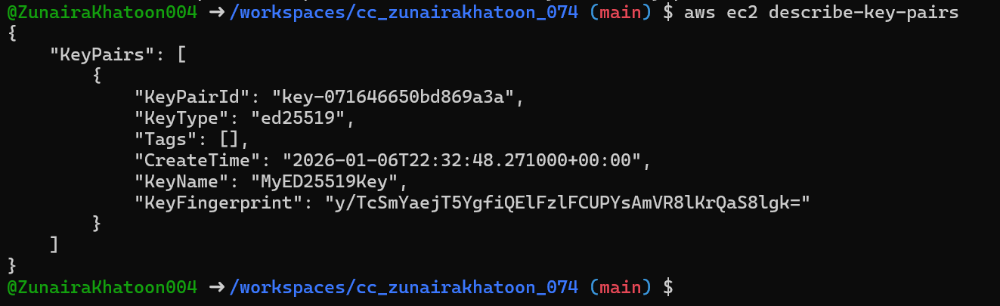 @ZunairaKhatoon004 ➜ /workspaces/cc_zunairakhatoon_074 (main) $ aws ec2 describe-key-pairs
{
    "KeyPairs": [
        {
            "KeyPairId": "key-071646650bd869a3a",
            "KeyType": "ed25519",
            "Tags": [],
            "CreateTime": "2026-01-06T22:32:48.271000+00:00",
            "KeyName": "MyED25519Key",
            "KeyFingerprint": "y/TcSmYaejT5YgfiQElFzlFCUPYsAmVR8lKrQaS8lgk="
        }
    ]
}
@ZunairaKhatoon004 ➜ /workspaces/cc_zunairakhatoon_074 (main) $